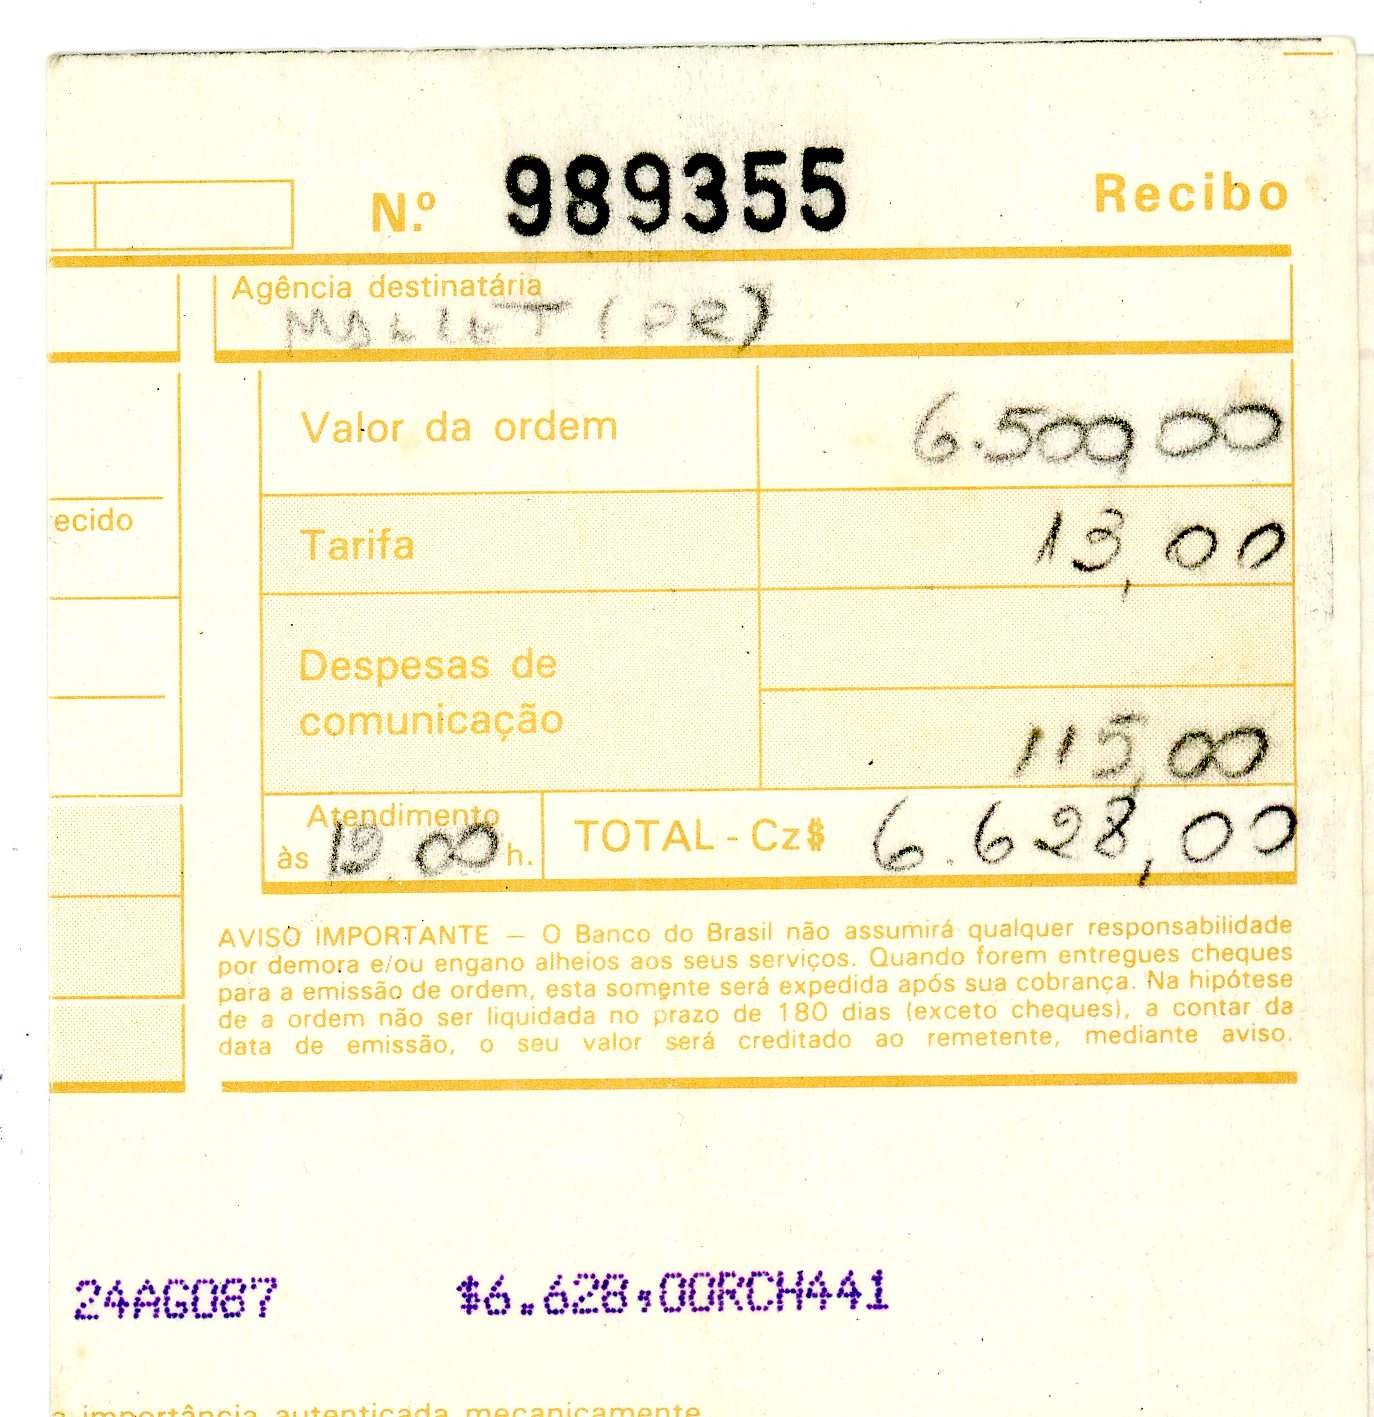 N.º 989355 Recibo
Agência destinatária
MALLET (PR)
Valor da ordem 6.500,00
ecido
Tarifa 13,00
Despesas de
comunicação
115,00
Atendimento
às h.
TOTAL - Cz$ 6.628,00
AVISO IMPORTANTE — O Banco do Brasil não assumirá qualquer responsabilidade
por demora e/ou engano alheios aos seus serviços. Quando forem entregues cheques
para a emissão de ordem, esta somente será expedida após sua cobrança. Na hipótese
de a ordem não ser liquidada no prazo de 180 dias (exceto cheques), a contar da
data de emissão, o seu valor será creditado ao remetente, mediante aviso.
24AGO87 $6.628,00RCH441
a importância autenticada mecanicamente